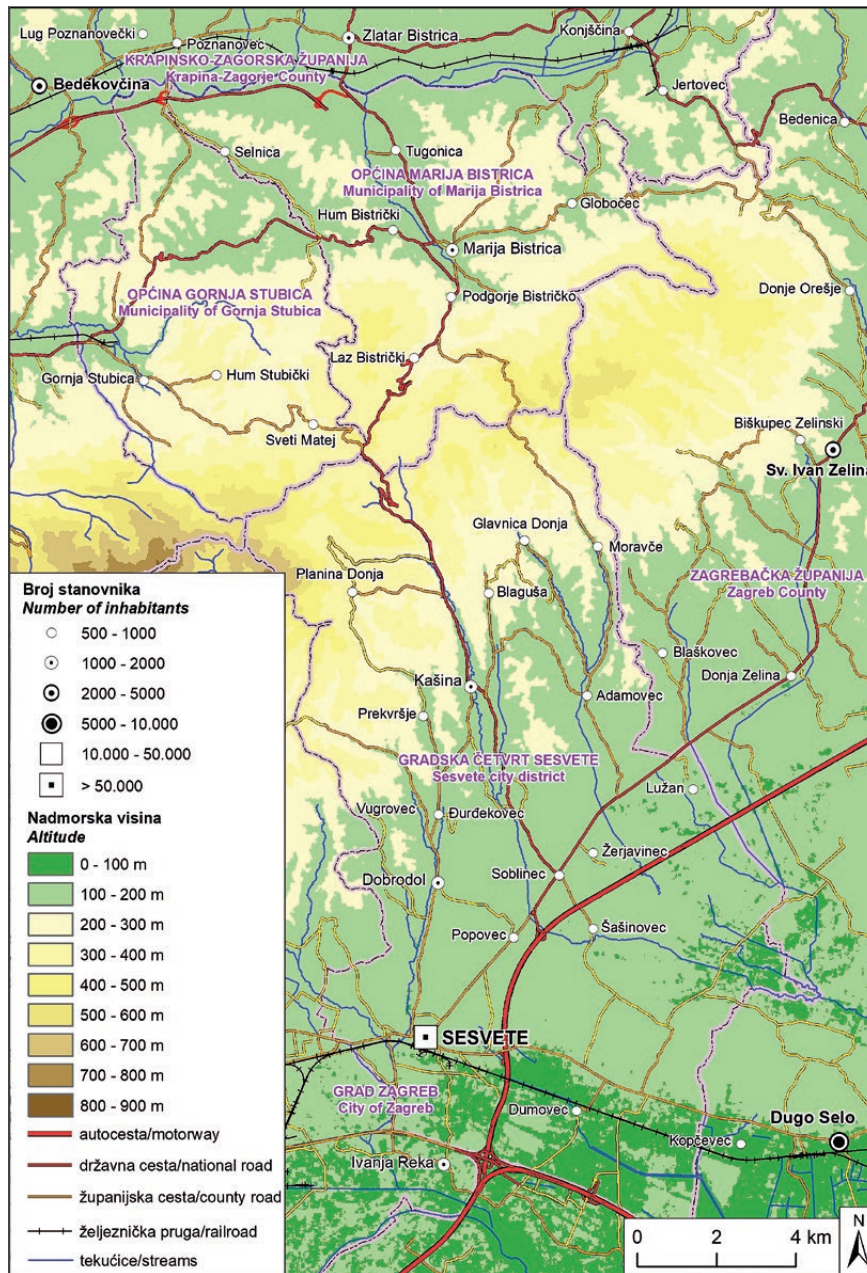 Lug Poznanovečki
Poznanovec
Zlatar Bistrica
Konjščina
KRAPINSKO-ZAGORSKA ŽUPANIJA
Krapina-Zagorje County
Bedekovčina
Jertovec
Bedenica
Selnica
Tugonica
OPĆINA MARIJA BISTRICA
Municipality of Marija Bistrica
Globočec
Hum Bistrički
Marija Bistrica
OPĆINA GORNJA STUBICA
Municipality of Gornja Stubica
Podgorje Bistričko
Donje Orešje
Laz Bistrički
Gornja Stubica
Hum Stubički
Sveti Matej
Biškupec Zelinski
Sv. Ivan Zelina
Glavnica Donja
Moravče
Planina Donja
Blaguša
ZAGREBAČKA ŽUPANIJA
Zagreb County
Blaškovec
Donja Zelina
Kašina
Adamovec
Prekvršje
GRADSKA ČETVRT SESVETE
Sesvete city district
Lužan
Vugrovec
Đurđekovec
Žerjavinec
Dobrodol
Soblinec
Popovec
Šašinovec
SESVETE
GRAD ZAGREB
City of Zagreb
Dumovec
Dugo Selo
Kopčevec
Ivanja Reka
Broj stanovnika
Number of inhabitants
500 - 1000
1000 - 2000
2000 - 5000
5000 - 10.000
10.000 - 50.000
> 50.000
Nadmorska visina
Altitude
0 - 100 m
100 - 200 m
200 - 300 m
300 - 400 m
400 - 500 m
500 - 600 m
600 - 700 m
700 - 800 m
800 - 900 m
autocesta/motorway
državna cesta/national road
županijska cesta/county road
željeznička pruga/railroad
tekućice/streams
0 2 4 km
N